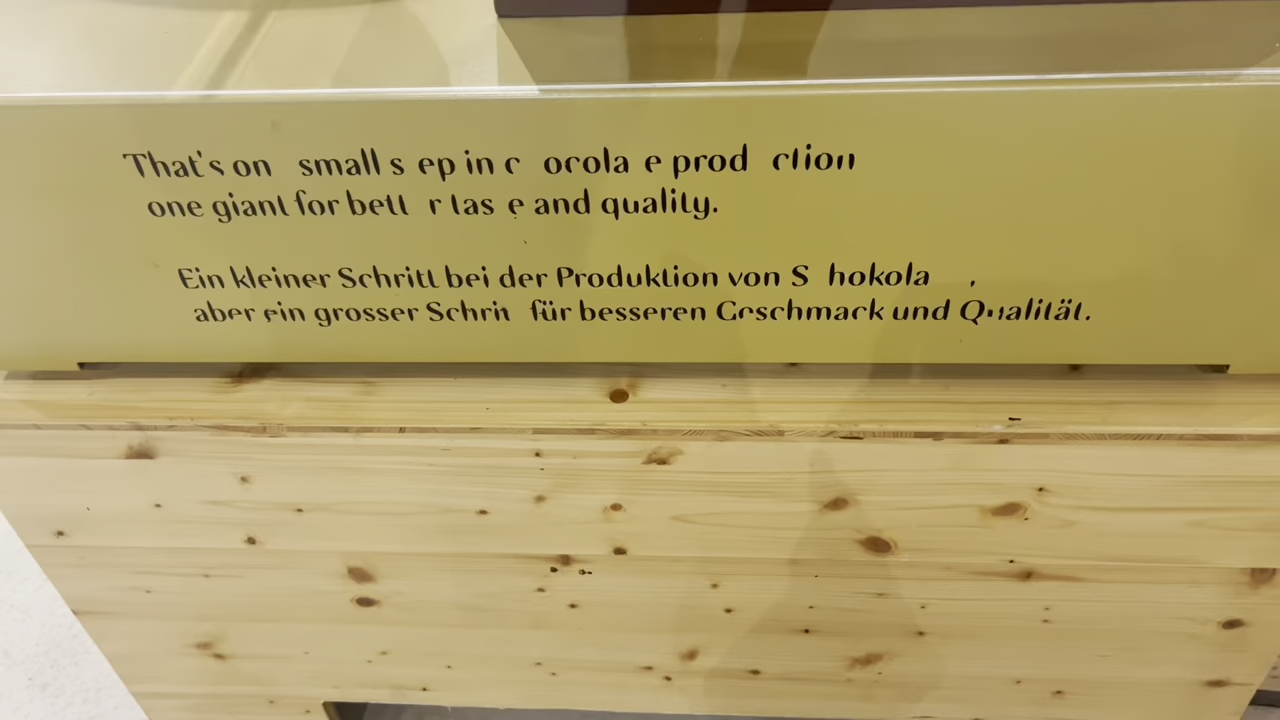 That's on small s ep in c ocola e prod ction
one giant for bett r tas e and quality.
Ein kleiner Schritt bei der Produktion von S hokola ,
aber ein grosser Schrit für besseren Geschmack und Qualität.